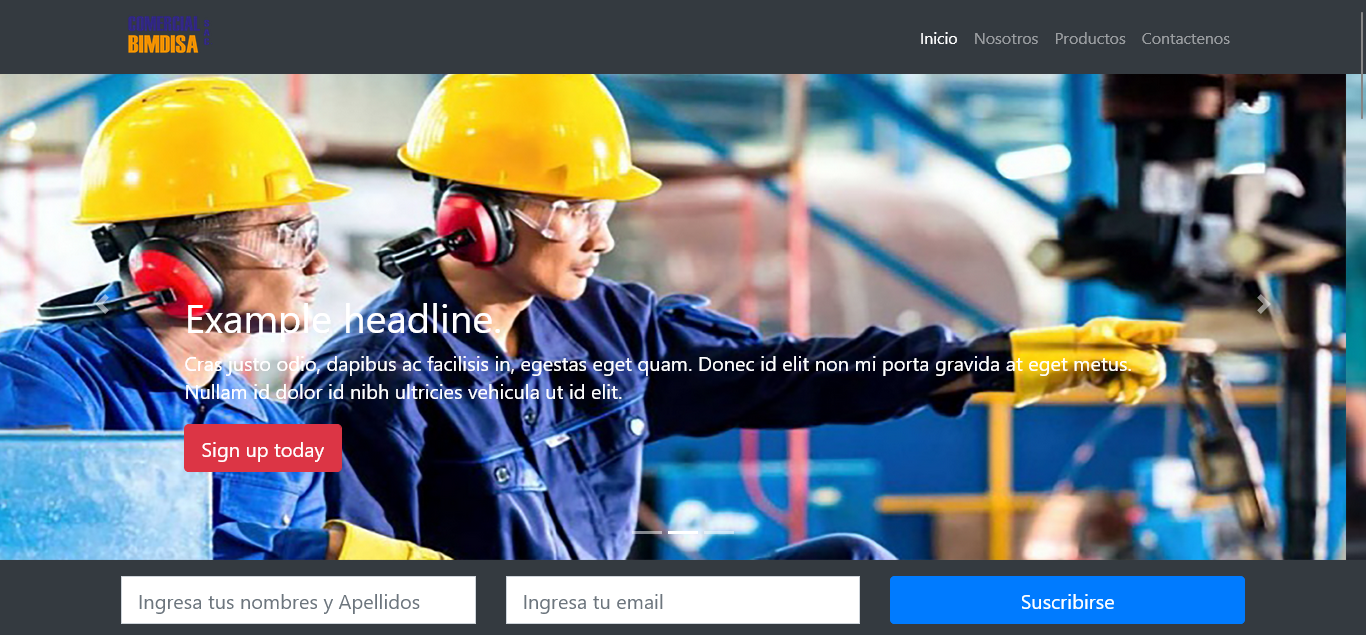 COMERCIAL
BIMDISA
Inicio Nosotros Productos Contactenos
Example headline.
Cras justo odio, dapibus ac facilisis in, egestas eget quam. Donec id elit non mi porta gravida at eget metus.
Nullam id dolor id nibh ultricies vehicula ut id elit.
Sign up today
Ingresa tus nombres y Apellidos
Ingresa tu email
Suscribirse